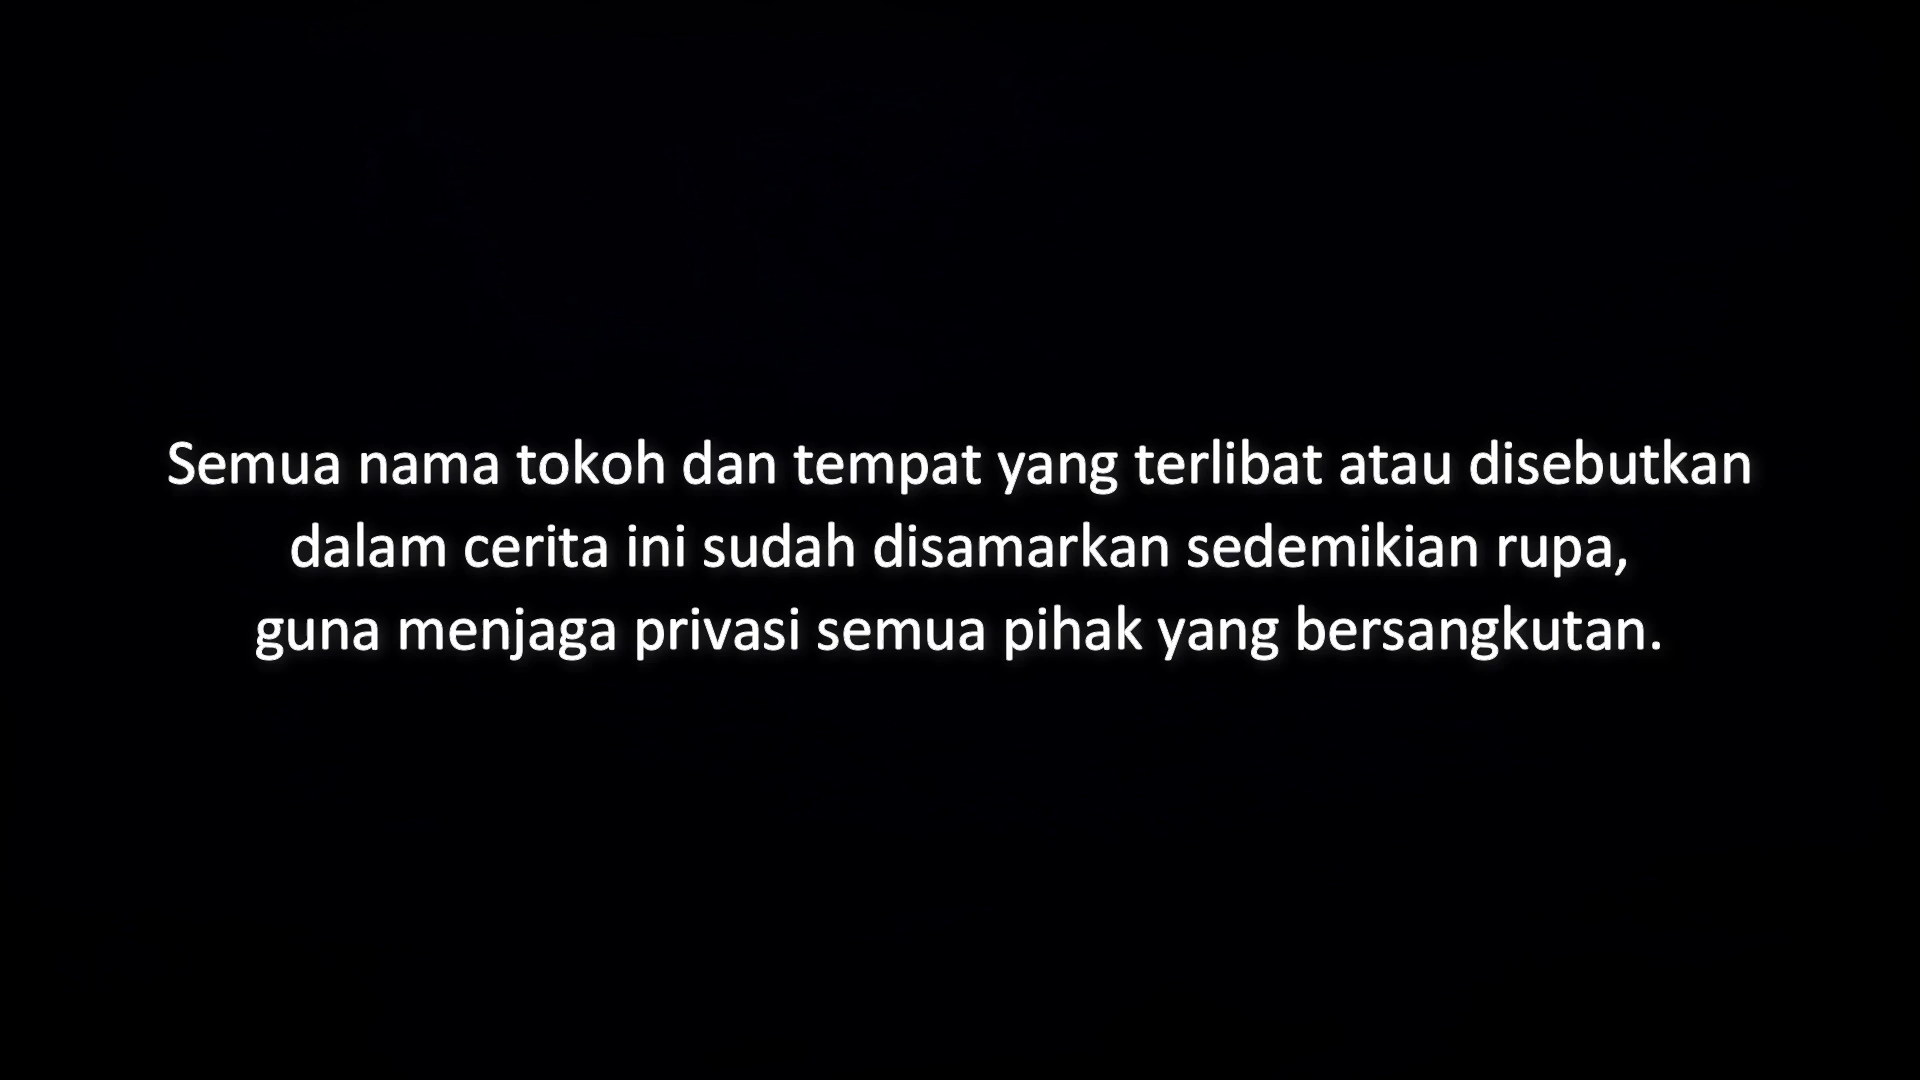 Semua nama tokoh dan tempat yang terlibat atau disebutkan
dalam cerita ini sudah disamarkan sedemikian rupa,
guna menjaga privasi semua pihak yang bersangkutan.